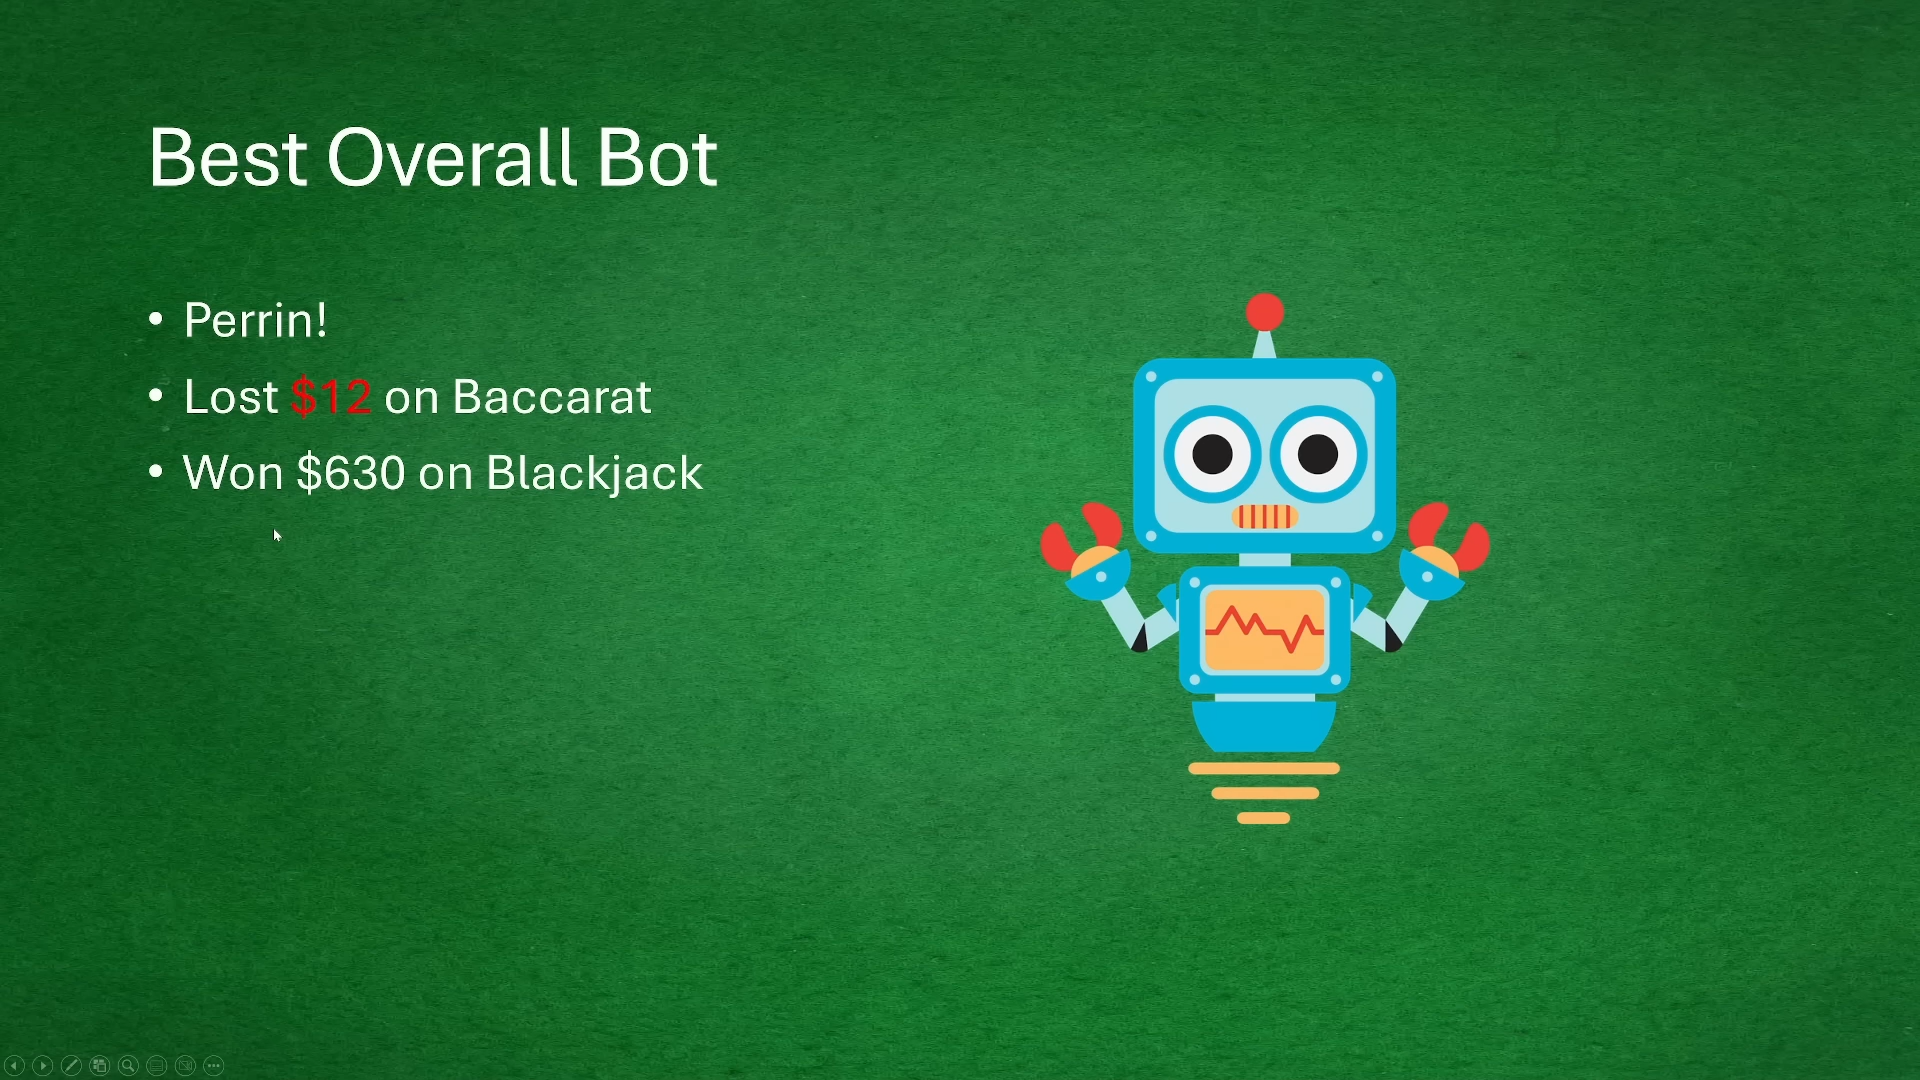 Best Overall Bot
• Perrin!
• Lost $12 on Baccarat
• Won $630 on Blackjack